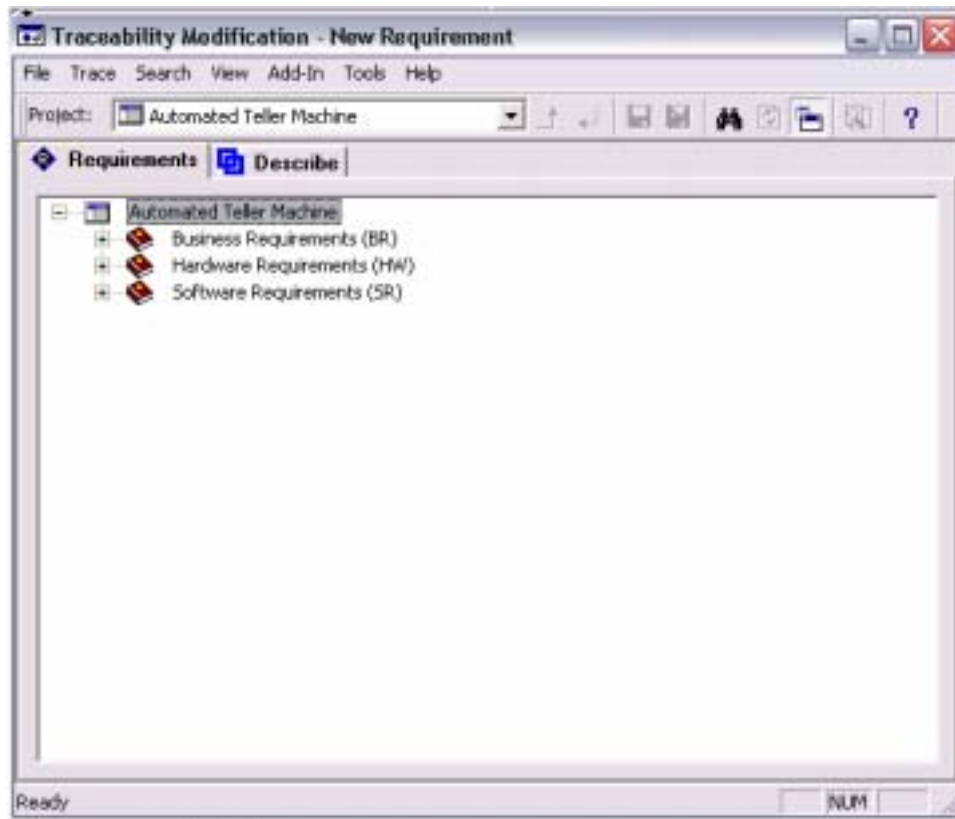 Traceability Modification - New Requirement
File Trace Search View Add-In Tools Help
Project: Automated Teller Machine ?
Requirements Describe
Automated Teller Machine
Business Requirements (BR)
Hardware Requirements (HW)
Software Requirements (SR)
Ready NUM